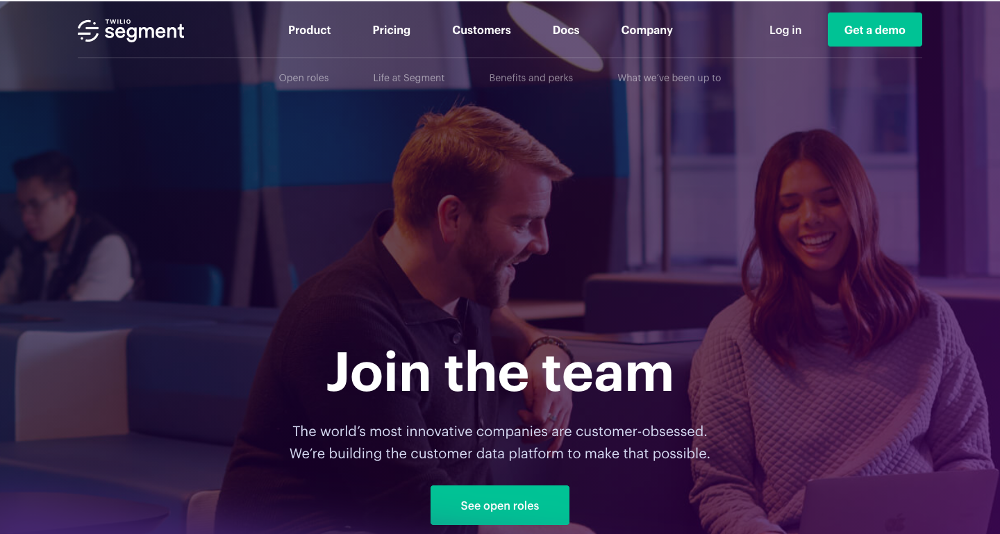 TWILIO
segment
Product
Pricing
Customers
Docs
Company
Log in
Get a demo
Open roles
Life at Segment
Benefits and perks
What we’ve been up to
Join the team
The world’s most innovative companies are customer-obsessed.
We’re building the customer data platform to make that possible.
See open roles